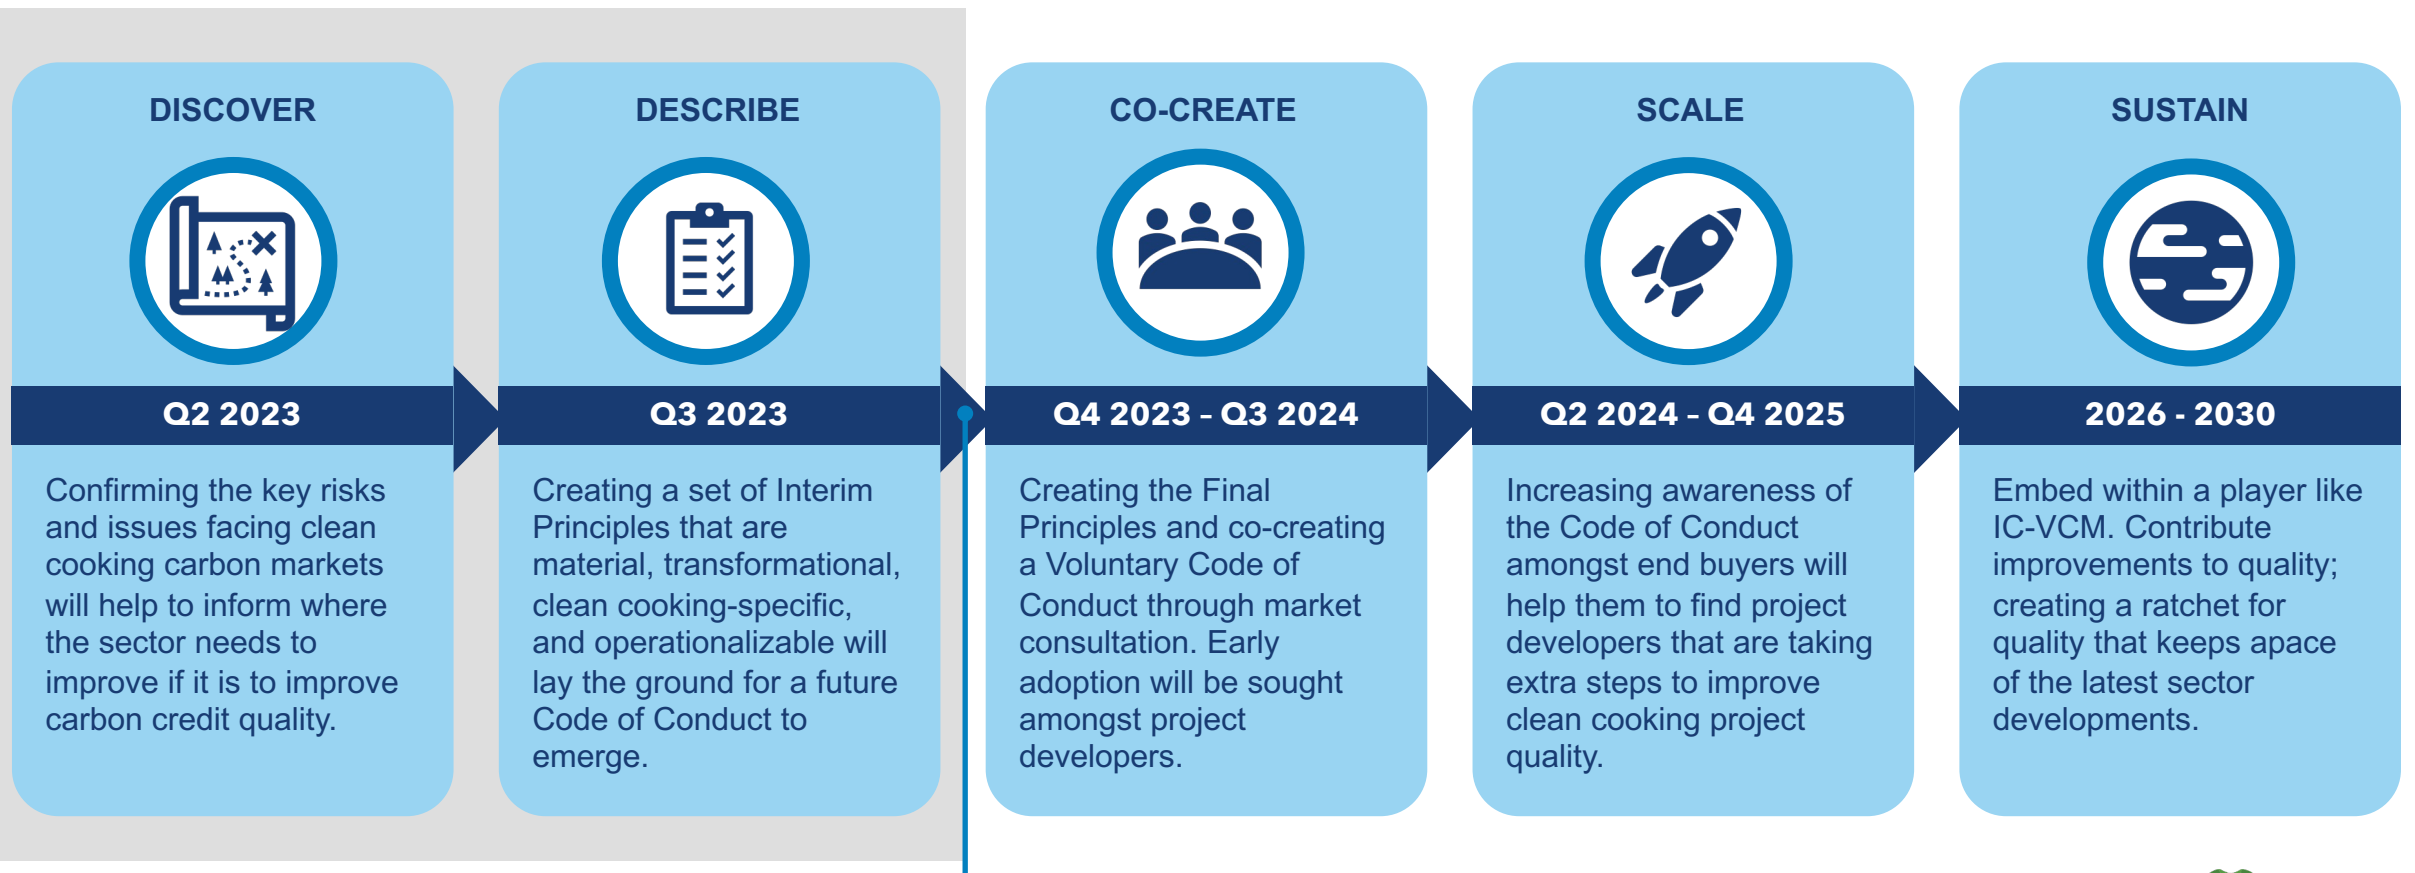 DISCOVER
Q2 2023
Confirming the key risks
and issues facing clean
cooking carbon markets
will help to inform where
the sector needs to
improve if it is to improve
carbon credit quality.
DESCRIBE
Q3 2023
Creating a set of Interim
Principles that are
material, transformational,
clean cooking-specific,
and operationalizable will
lay the ground for a future
Code of Conduct to
emerge.
CO-CREATE
Q4 2023 – Q3 2024
Creating the Final
Principles and co-creating
a Voluntary Code of
Conduct through market
consultation. Early
adoption will be sought
amongst project
developers.
SCALE
Q2 2024 – Q4 2025
Increasing awareness of
the Code of Conduct
amongst end buyers will
help them to find project
developers that are taking
extra steps to improve
clean cooking project
quality.
SUSTAIN
2026 - 2030
Embed within a player like
IC-VCM. Contribute
improvements to quality;
creating a ratchet for
quality that keeps apace
of the latest sector
developments.